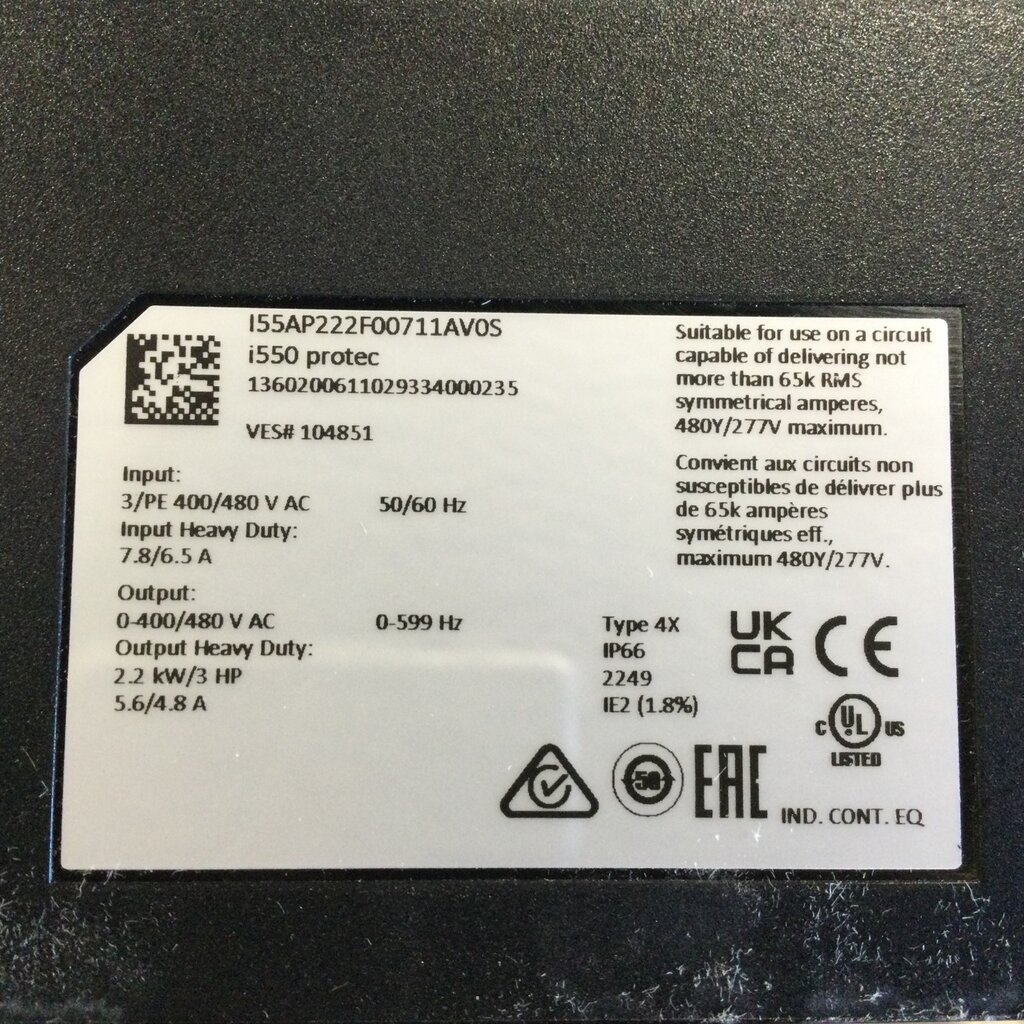 I55AP222F00711AV0S
i550 protec
1360200611029334000235
VES# 104851
Input:
3/PE 400/480 V AC 50/60 Hz
Input Heavy Duty:
7.8/6.5 A
Output:
0-400/480 V AC 0-599 Hz
Output Heavy Duty:
2.2 kW/3 HP
5.6/4.8 A
Suitable for use on a circuit
capable of delivering not
more than 65k RMS
symmetrical amperes,
480Y/277V maximum.
Convient aux circuits non
susceptibles de délivrer plus
de 65k ampères
symétriques eff.,
maximum 480Y/277V.
Type 4X
IP66
2249
IE2 (1.8%)
UK
CA
CE
C UL US
LISTED
50
EAC
IND. CONT. EQ